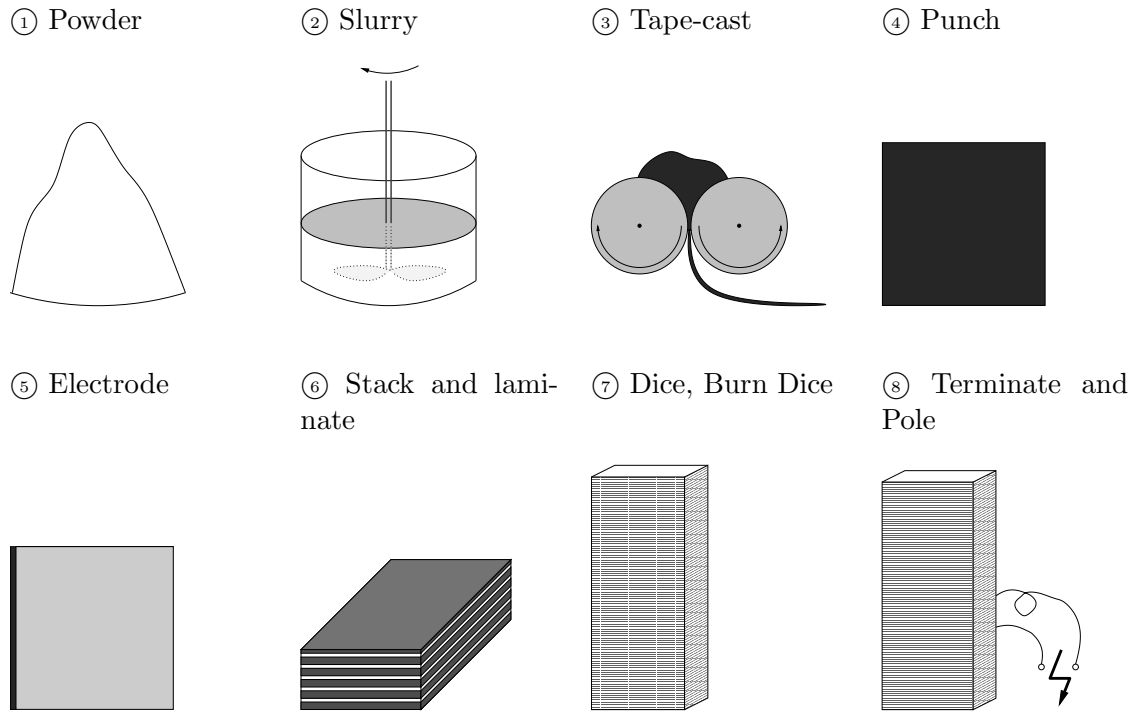 ① Powder
② Slurry
③ Tape-cast
④ Punch
⑤ Electrode
⑥ Stack and lami-
nate
⑦ Dice, Burn Dice
⑧ Terminate and
Pole